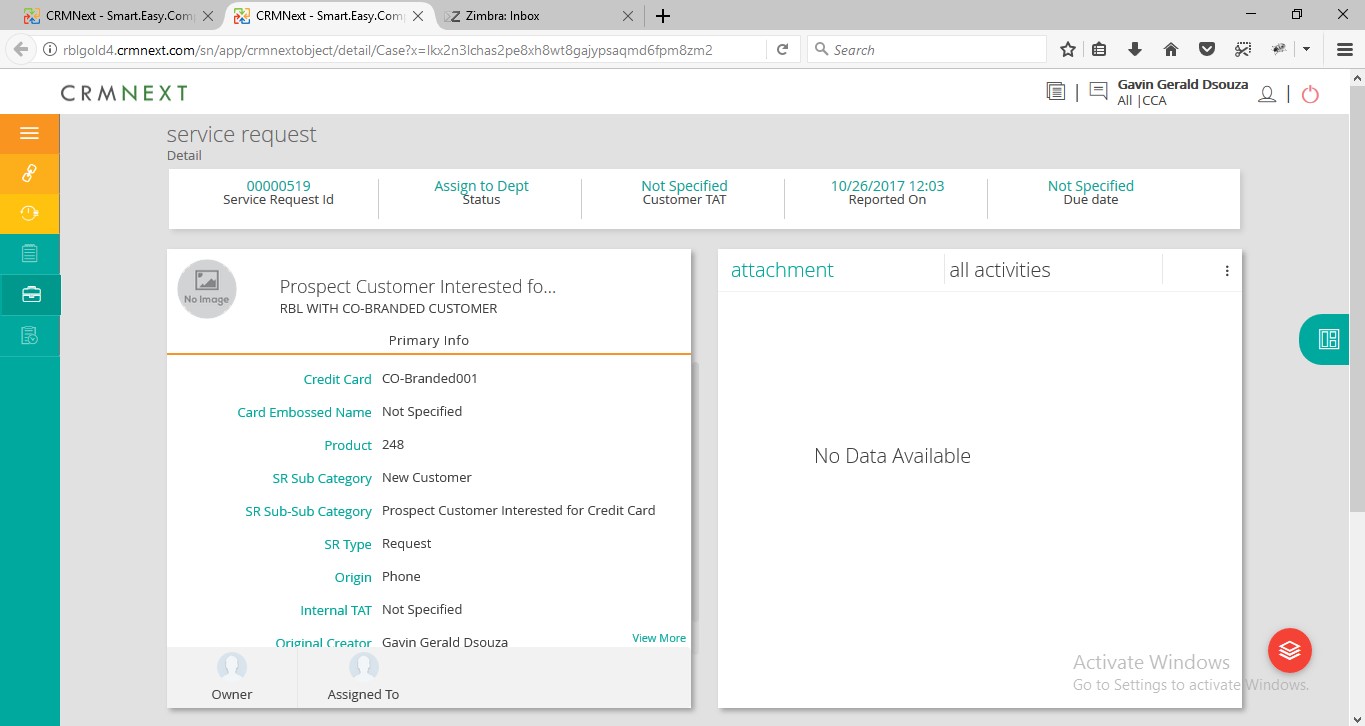 CRMNext - Smart.Easy.Comp
CRMNext - Smart.Easy.Comp
Zimbra: Inbox
rblgold4.crmnext.com/sn/app/crmnextobject/detail/Case?x=lkx2n3lchas2pe8xh8wt8gajypsaqmd6fpm8zm2
Search
CRMNEXT
Gavin Gerald Dsouza
All |CCA
service request
Detail
00000519
Service Request Id
Assign to Dept
Status
Not Specified
Customer TAT
10/26/2017 12:03
Reported On
Not Specified
Due date
No Image
Prospect Customer Interested fo...
RBL WITH CO-BRANDED CUSTOMER
Primary Info
Credit Card CO-Branded001
Card Embossed Name Not Specified
Product 248
SR Sub Category New Customer
SR Sub-Sub Category Prospect Customer Interested for Credit Card
SR Type Request
Origin Phone
Internal TAT Not Specified
Original Creator Gavin Gerald Dsouza
View More
Owner
Assigned To
attachment
all activities
No Data Available
Activate Windows
Go to Settings to activate Windows.